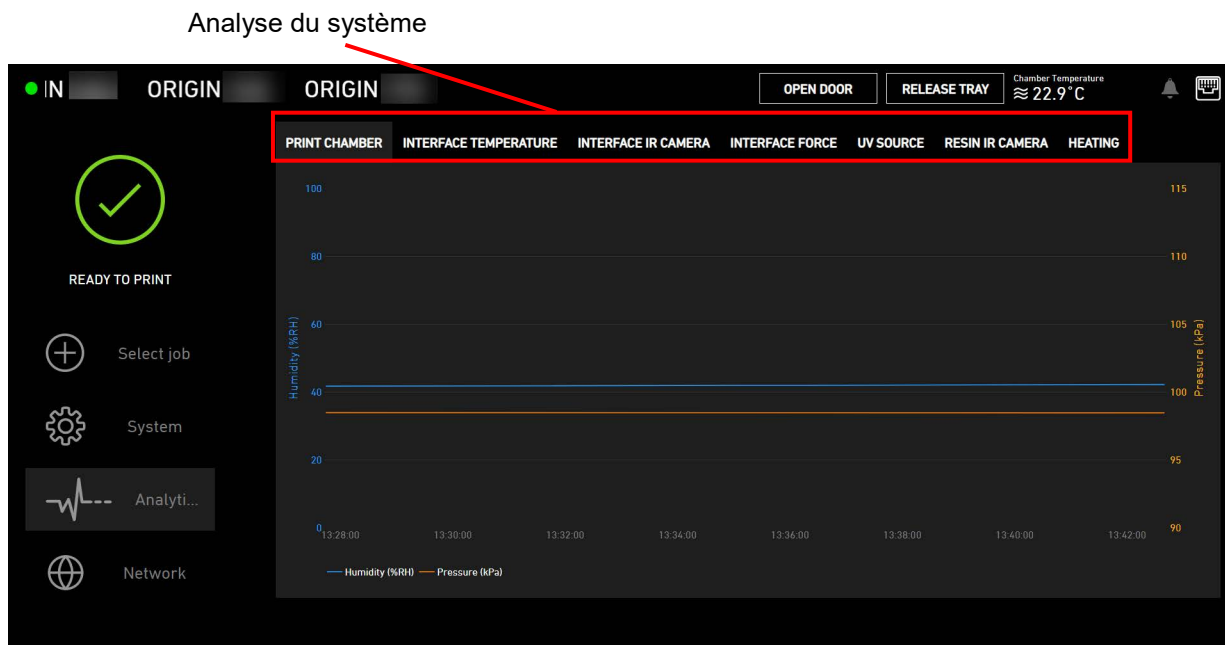 Analyse du système
IN ORIGIN ORIGIN OPEN DOOR RELEASE TRAY Chamber Temperature
≈ 22.9°C
PRINT CHAMBER INTERFACE TEMPERATURE INTERFACE IR CAMERA INTERFACE FORCE UV SOURCE RESIN IR CAMERA HEATING
READY TO PRINT
Select job
System
Analyti...
Network
Humidity (%RH)
100
80
60
40
20
0
115
110
105
100
95
90
Pressure (kPa)
13:28:00 13:30:00 13:32:00 13:34:00 13:36:00 13:38:00 13:40:00 13:42:00
Humidity (%RH) Pressure (kPa)